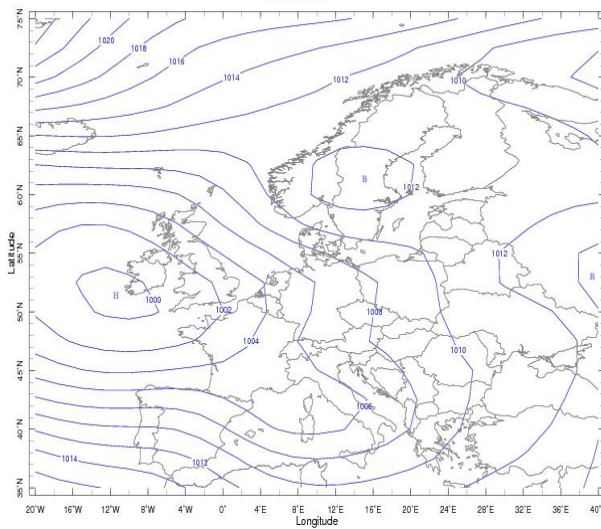 75°N
70°N
65°N
60°N
55°N
50°N
45°N
40°N
35°N
Latitude
1020
1018
1016
1014
1012
1010
B
1012
1012
B
H
1000
1002
1008
1004
1010
1006
1014
1012
20°W
16°W
12°W
8°W
4°W
0°
4°E
8°E
12°E
16°E
20°E
24°E
28°E
32°E
36°E
40°E
Longitude